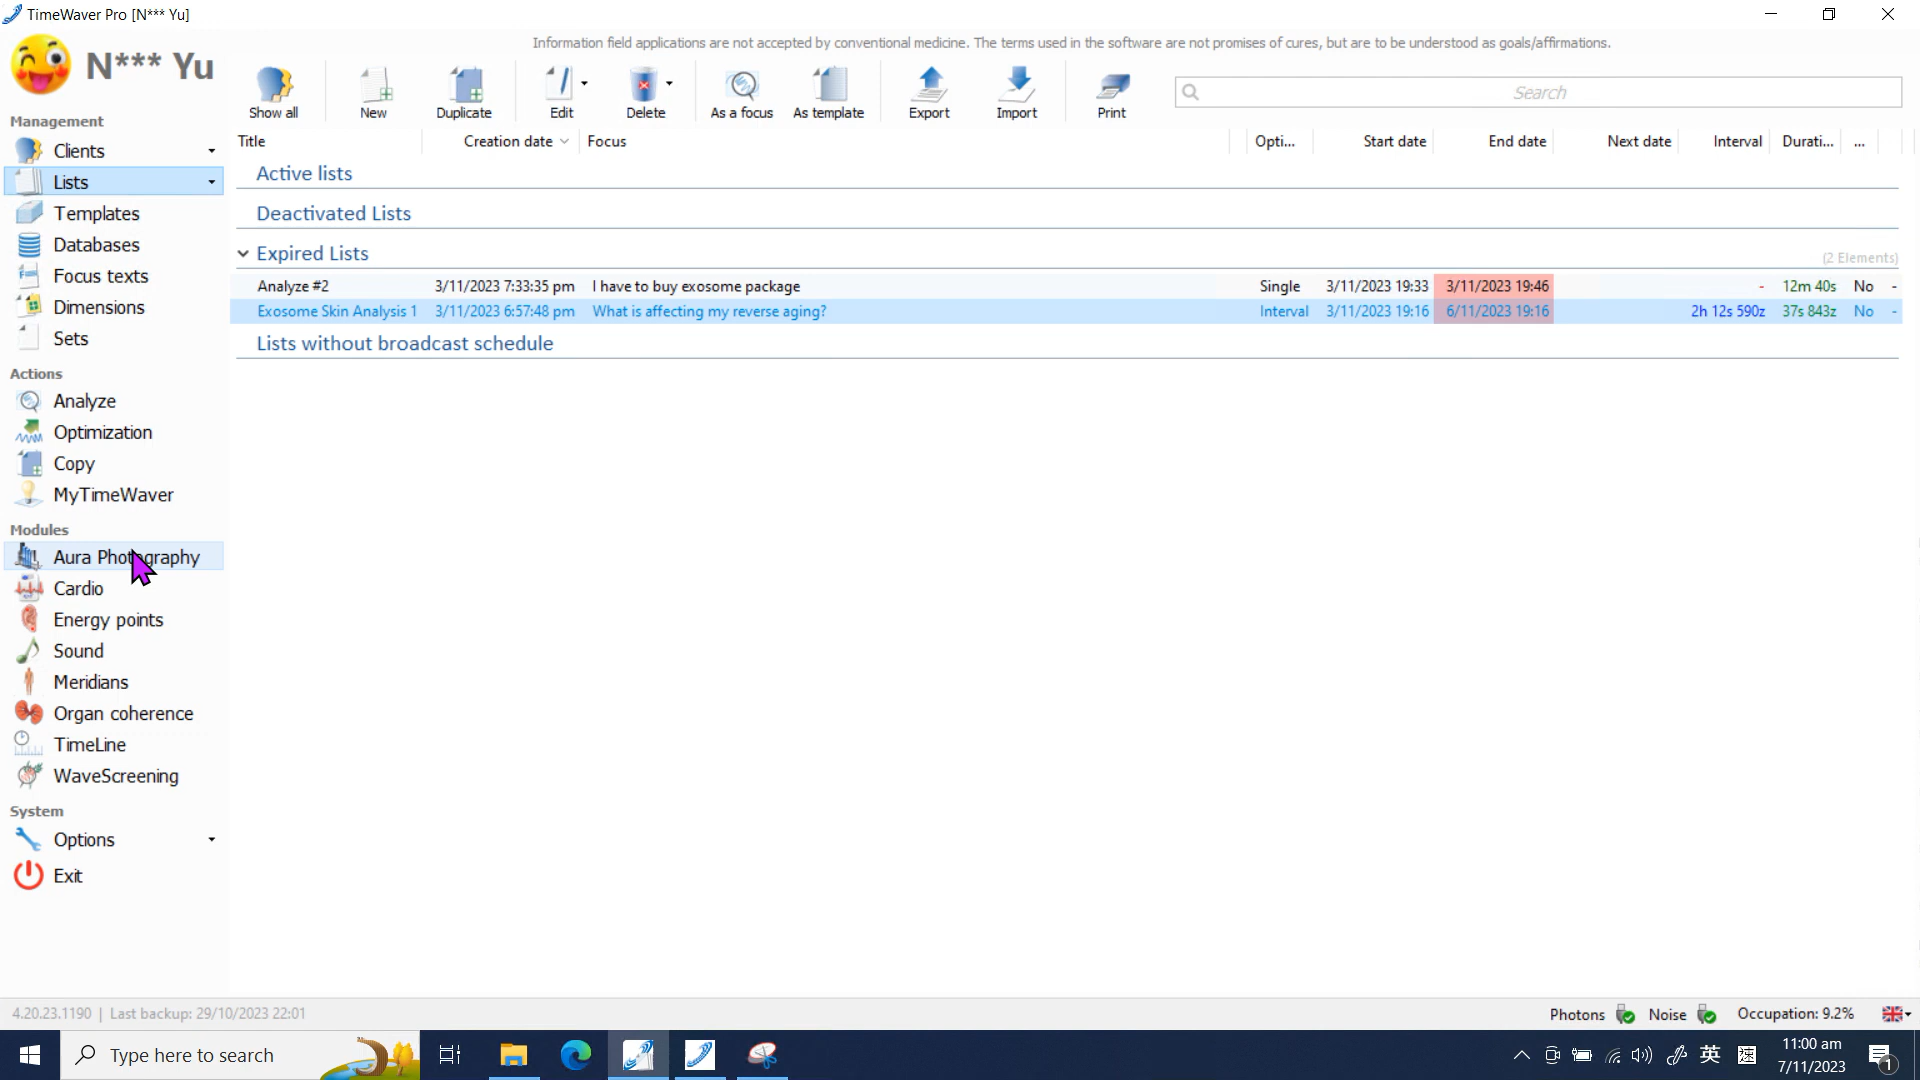 TimeWaver Pro [N*** Yu]
N*** Yu
Information field applications are not accepted by conventional medicine. The terms used in the software are not promises of cures, but are to be understood as goals/affirmations.
Show all New Duplicate Edit Delete As a focus As template Export Import Print Search
Management
Clients
Lists
Templates
Databases
Focus texts
Dimensions
Sets
Actions
Analyze
Optimization
Copy
MyTimeWaver
Modules
Aura Photography
Cardio
Energy points
Sound
Meridians
Organ coherence
TimeLine
WaveScreening
System
Options
Exit
Title Creation date Focus Opti... Start date End date Next date Interval Durati... ...
Active lists
Deactivated Lists
Expired Lists (2 Elements)
Analyze #2 3/11/2023 7:33:35 pm I have to buy exosome package Single 3/11/2023 19:33 3/11/2023 19:46 - 12m 40s No -
Exosome Skin Analysis 1 3/11/2023 6:57:48 pm What is affecting my reverse aging? Interval 3/11/2023 19:16 6/11/2023 19:16 2h 12s 590z 37s 843z No -
Lists without broadcast schedule
4.20.23.1190 | Last backup: 29/10/2023 22:01 Photons Noise Occupation: 9.2%
Type here to search 英 速 11:00 am
7/11/2023 1